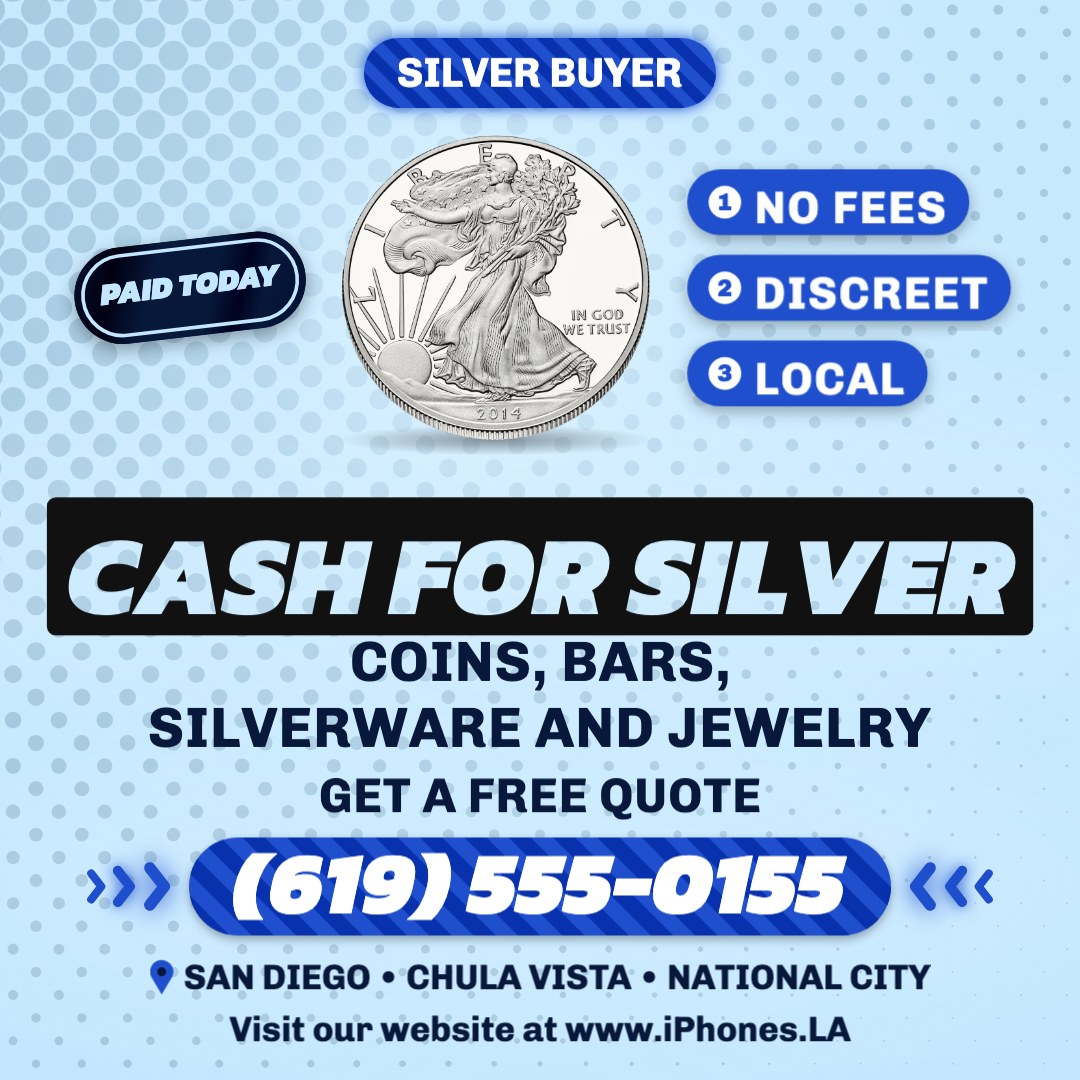 SILVER BUYER
LIBERTY
IN GOD
WE TRUST
2014
PAID TODAY
1 NO FEES
2 DISCREET
3 LOCAL
CASH FOR SILVER
COINS, BARS,
SILVERWARE AND JEWELRY
GET A FREE QUOTE
(619) 555-0155
SAN DIEGO • CHULA VISTA • NATIONAL CITY
Visit our website at www.iPhones.LA